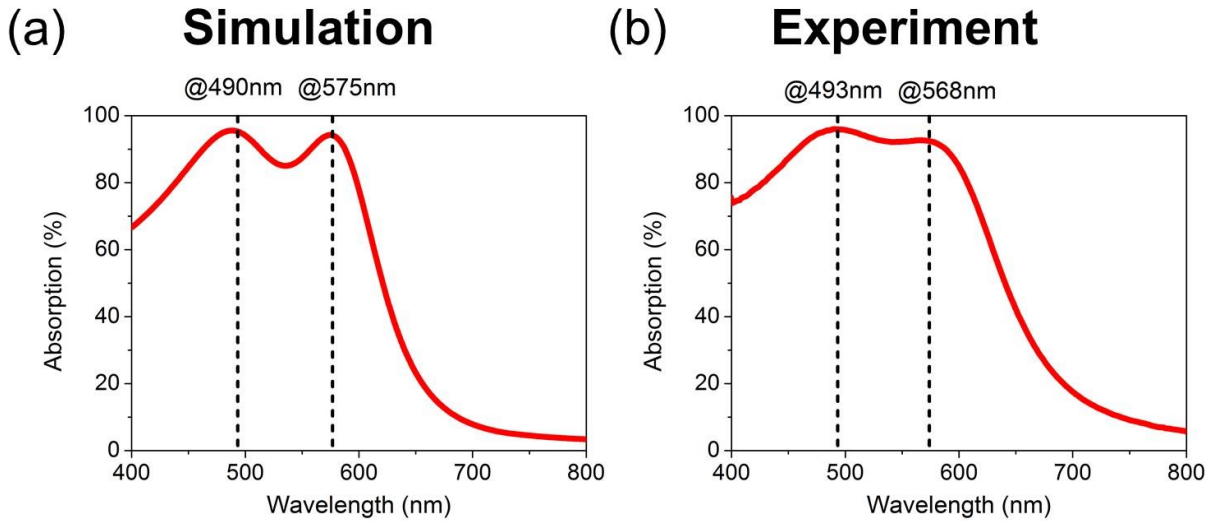 (a) Simulation
@490nm @575nm
100
80
60
40
20
0
Absorption (%)
400 500 600 700 800
Wavelength (nm)
(b) Experiment
@493nm @568nm
100
80
60
40
20
0
Absorption (%)
400 500 600 700 800
Wavelength (nm)